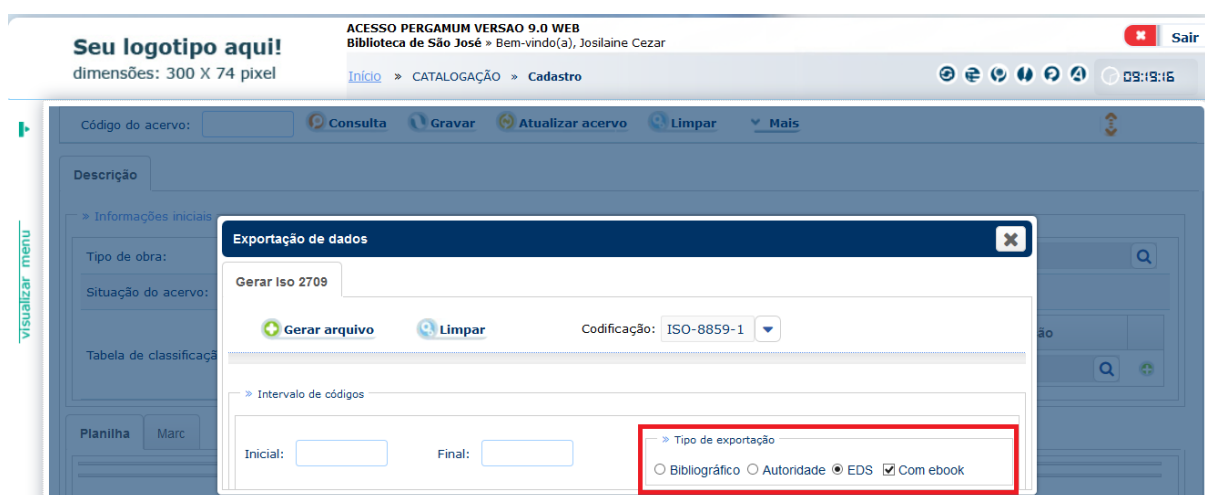 Seu logotipo aqui!
dimensões: 300 X 74 pixel
ACESSO PERGAMUM VERSAO 9.0 WEB
Biblioteca de São José » Bem-vindo(a), Josilaine Cezar
Sair
Início » CATALOGAÇÃO » Cadastro
09:19:16
visualizar menu
Código do acervo: Consulta Gravar Atualizar acervo Limpar Mais
Descrição
» Informações iniciais
Tipo de obra:
Situação do acervo:
Tabela de classificaçã
ão
Planilha Marc
Exportação de dados
Gerar Iso 2709
Gerar arquivo Limpar Codificação: ISO-8859-1
» Intervalo de códigos
Inicial: Final:
» Tipo de exportação
Bibliográfico Autoridade EDS Com ebook